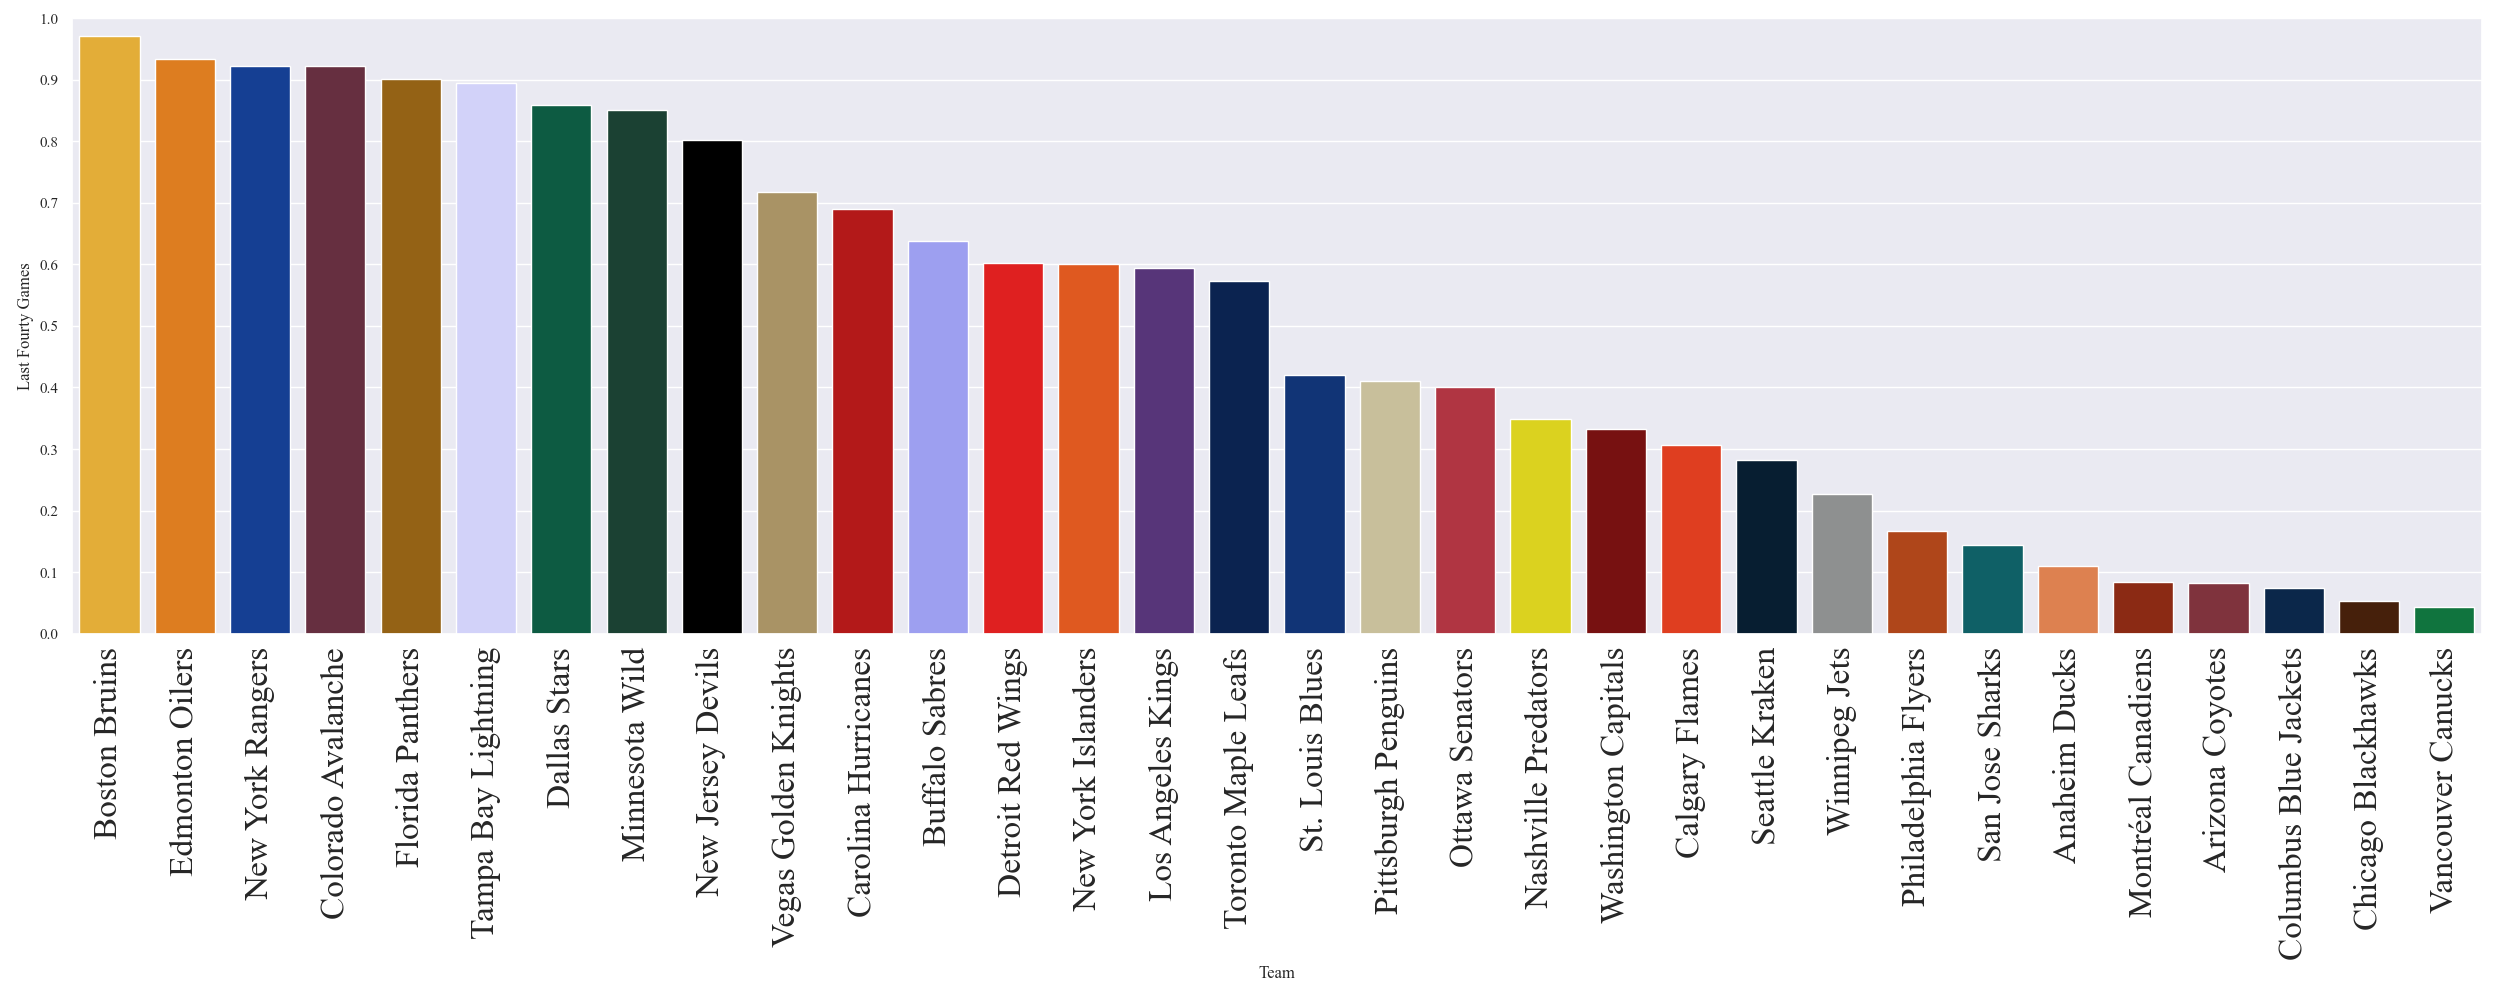 1.0
0.9
0.8
0.7
0.6
0.5
0.4
0.3
0.2
0.1
0.0
Last Fourty Games
Boston Bruins
Edmonton Oilers
New York Rangers
Colorado Avalanche
Florida Panthers
Tampa Bay Lightning
Dallas Stars
Minnesota Wild
New Jersey Devils
Vegas Golden Knights
Carolina Hurricanes
Buffalo Sabres
Detroit Red Wings
New York Islanders
Los Angeles Kings
Toronto Maple Leafs
St. Louis Blues
Pittsburgh Penguins
Ottawa Senators
Nashville Predators
Washington Capitals
Calgary Flames
Seattle Kraken
Winnipeg Jets
Philadelphia Flyers
San Jose Sharks
Anaheim Ducks
Montréal Canadiens
Arizona Coyotes
Columbus Blue Jackets
Chicago Blackhawks
Vancouver Canucks
Team